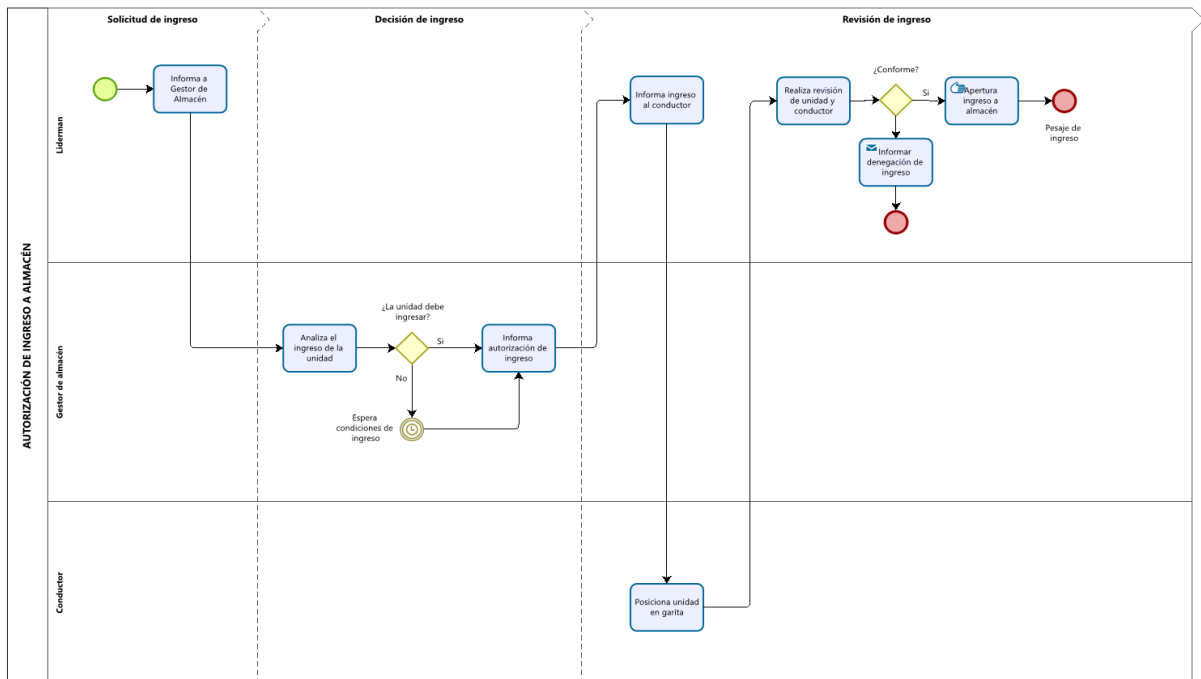 Solicitud de ingreso
Decisión de ingreso
Revisión de ingreso
AUTORIZACIÓN DE INGRESO A ALMACÉN
Liderman
Informa a
Gestor de
Almacén
Informa ingreso
al conductor
Realiza revisión
de unidad y
conductor
¿Conforme?
Si
Apertura
ingreso a
almacén
Pesaje de
ingreso
Informar
denegación de
ingreso
Gestor de almacén
Analiza el
ingreso de la
unidad
¿La unidad debe
ingresar?
Si
No
Informa
autorización de
ingreso
Espera
condiciones de
ingreso
Conductor
Posiciona unidad
en garita